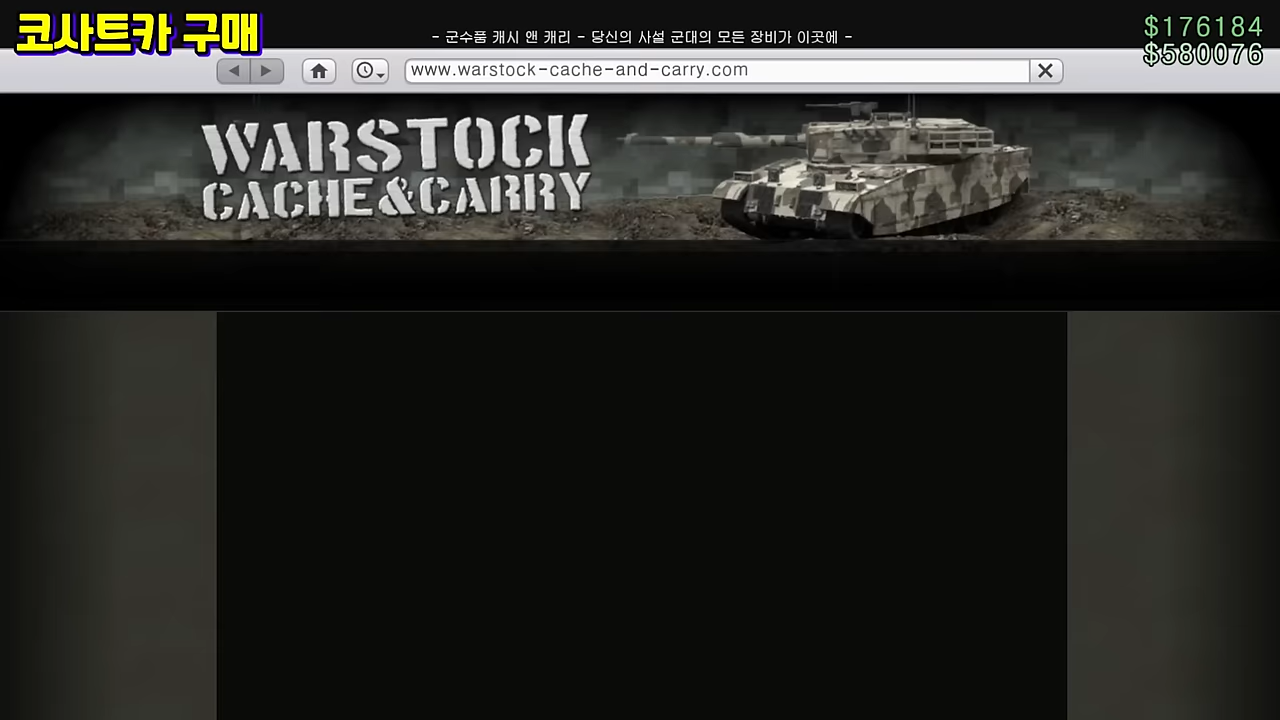 코사트카 구매
- 군수품 캐시 앤 캐리 - 당신의 사설 군대의 모든 장비가 이곳에 -
$176184
$580076
www.warstock-cache-and-carry.com
WARSTOCK
CACHE&CARRY